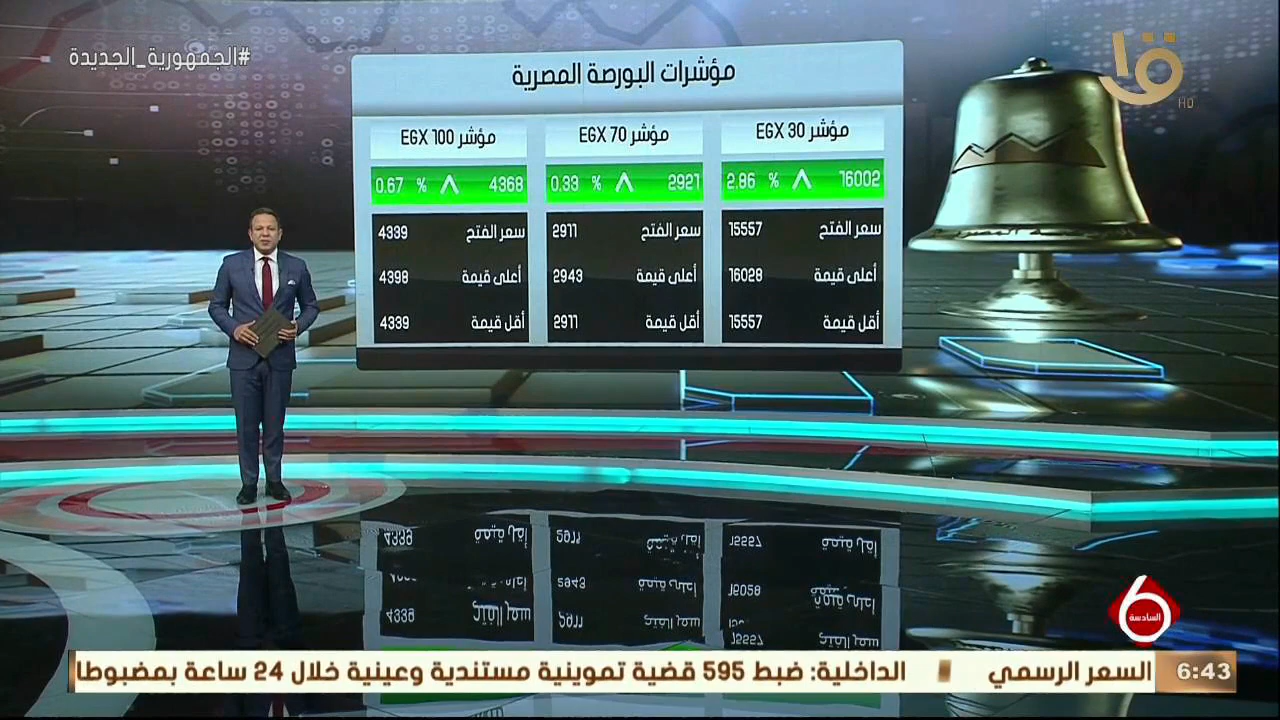 #الجمهورية_الجديدة
HD
مؤشرات البورصة المصرية
مؤشر EGX 30
16002 % 2.86
سعر الفتح 15557
أعلى قيمة 16028
أقل قيمة 15557
مؤشر EGX 70
2921 % 0.33
سعر الفتح 2911
أعلى قيمة 2943
أقل قيمة 2911
مؤشر EGX 100
4368 % 0.67
سعر الفتح 4339
أعلى قيمة 4398
أقل قيمة 4339
6
السادسة
6:43
السعر الرسمي
الداخلية: ضبط 595 قضية تموينية مستندية وعينية خلال 24 ساعة بمضبوطا